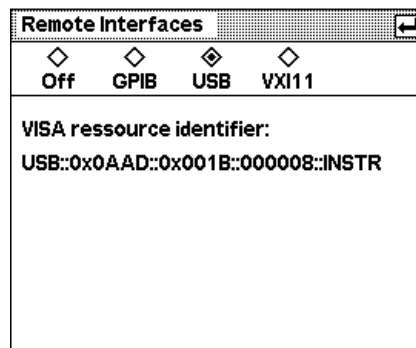 Remote Interfaces
Off GPIB USB VXI11
VISA ressource identifier:
USB::0x0AAD::0x001B::000008::INSTR